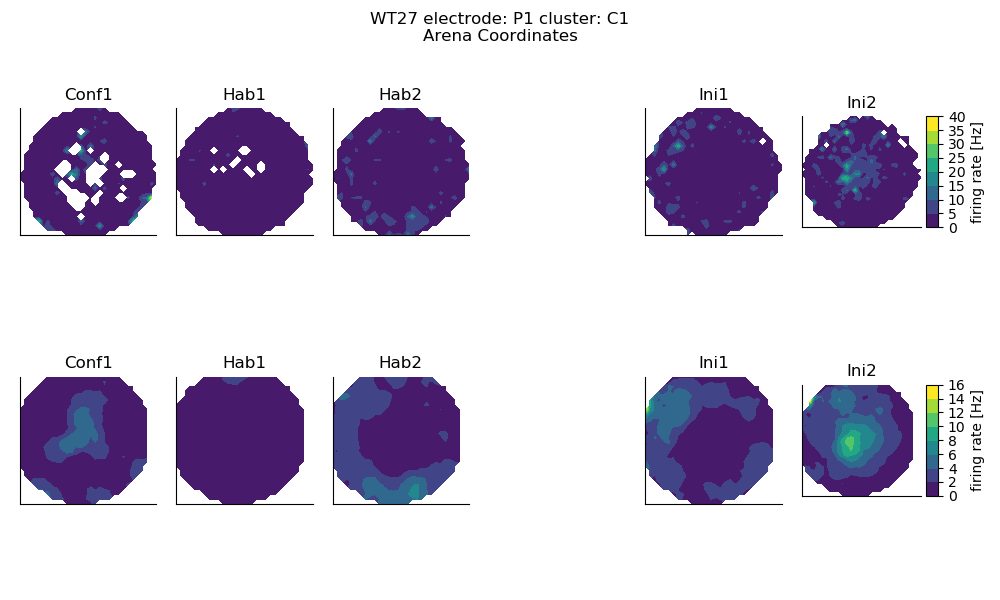 WT27 electrode: P1 cluster: C1
Arena Coordinates
Conf1
Hab1
Hab2
Ini1
Ini2
40
35
30
25
20
15
10
5
0
firing rate [Hz]
Conf1
Hab1
Hab2
Ini1
Ini2
16
14
12
10
8
6
4
2
0
firing rate [Hz]